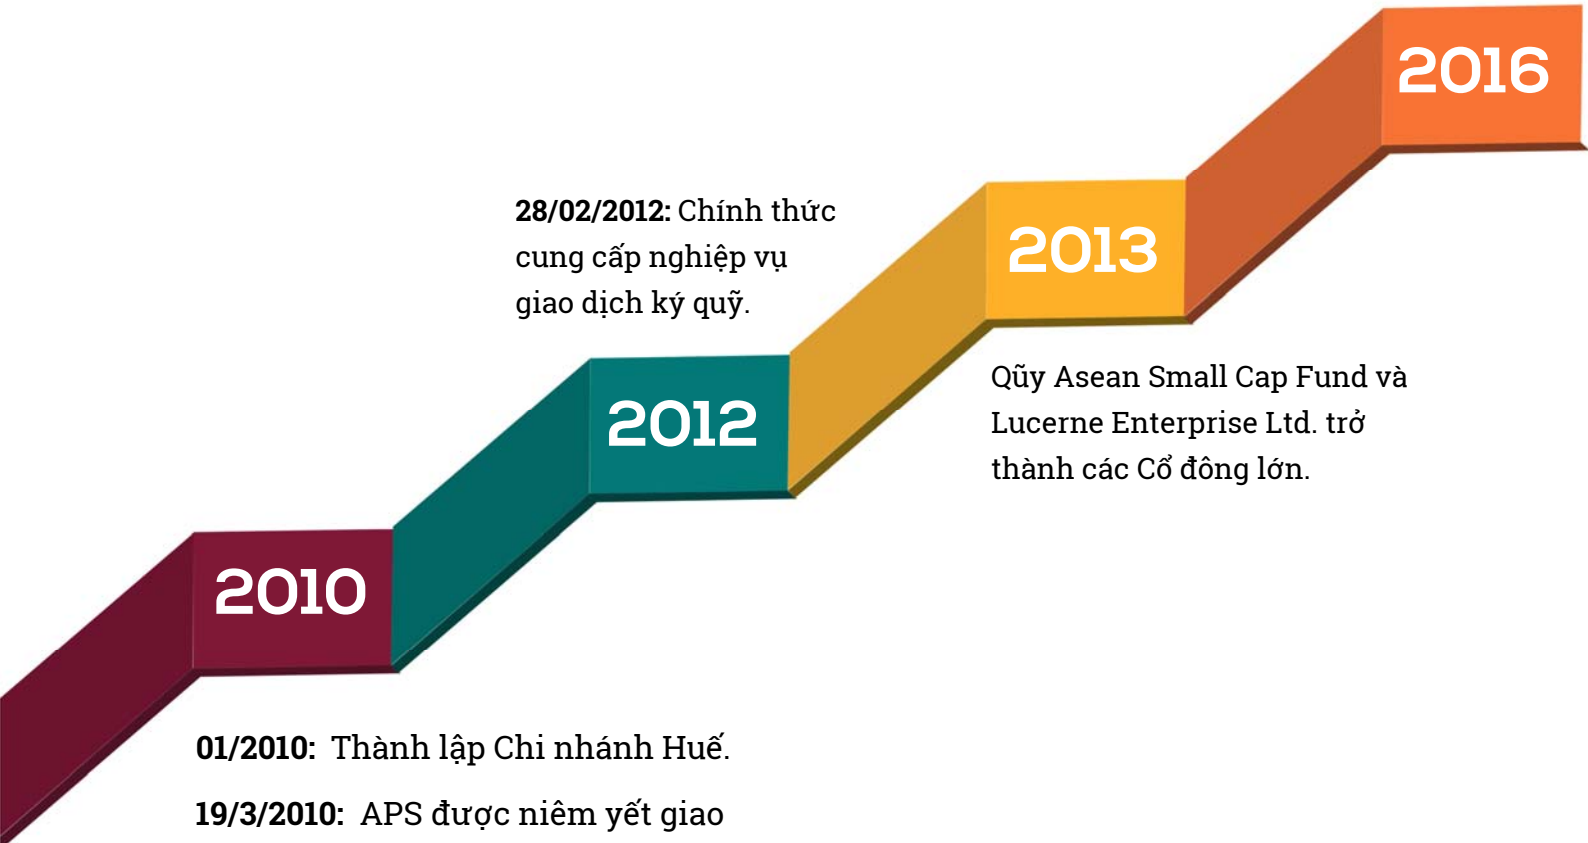 2016
28/02/2012: Chính thức
cung cấp nghiệp vụ
giao dịch ký quỹ.
2013
Qũy Asean Small Cap Fund và
Lucerne Enterprise Ltd. trở
thành các Cổ đông lớn.
2012
2010
01/2010: Thành lập Chi nhánh Huế.
19/3/2010: APS được niêm yết giao